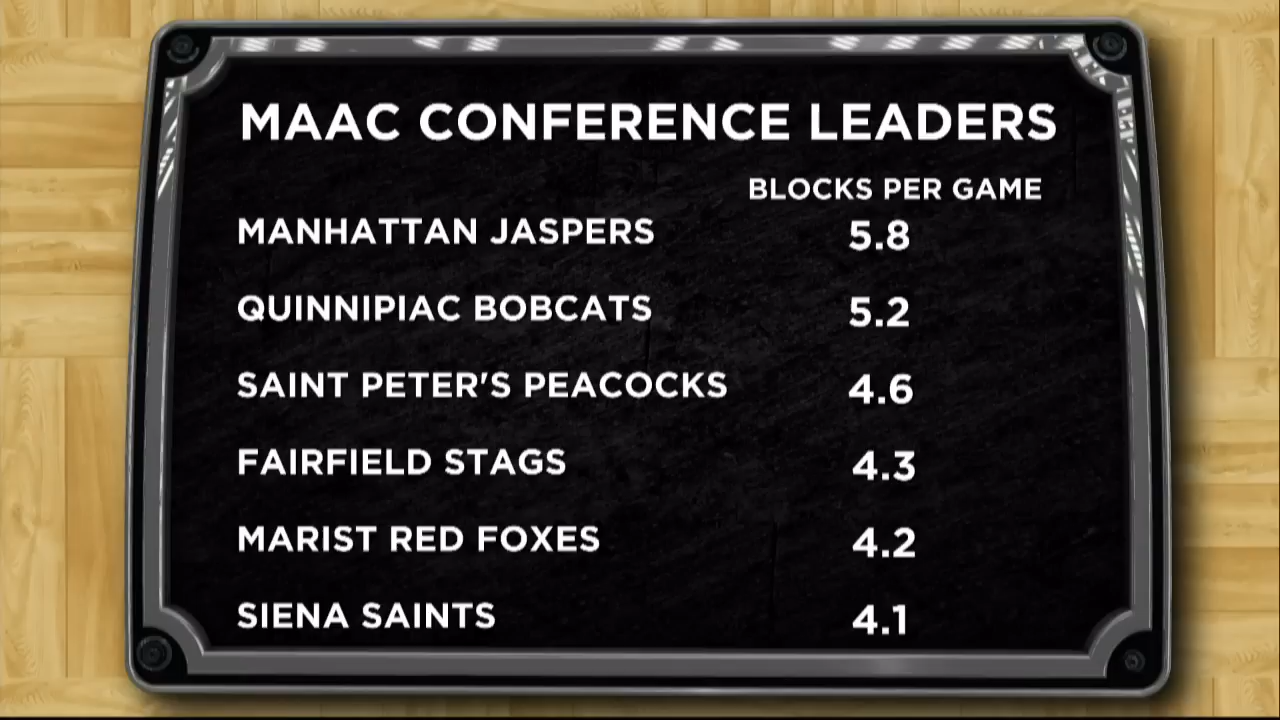 MAAC CONFERENCE LEADERS
BLOCKS PER GAME
MANHATTAN JASPERS 5.8
QUINNIPIAC BOBCATS 5.2
SAINT PETER'S PEACOCKS 4.6
FAIRFIELD STAGS 4.3
MARIST RED FOXES 4.2
SIENA SAINTS 4.1